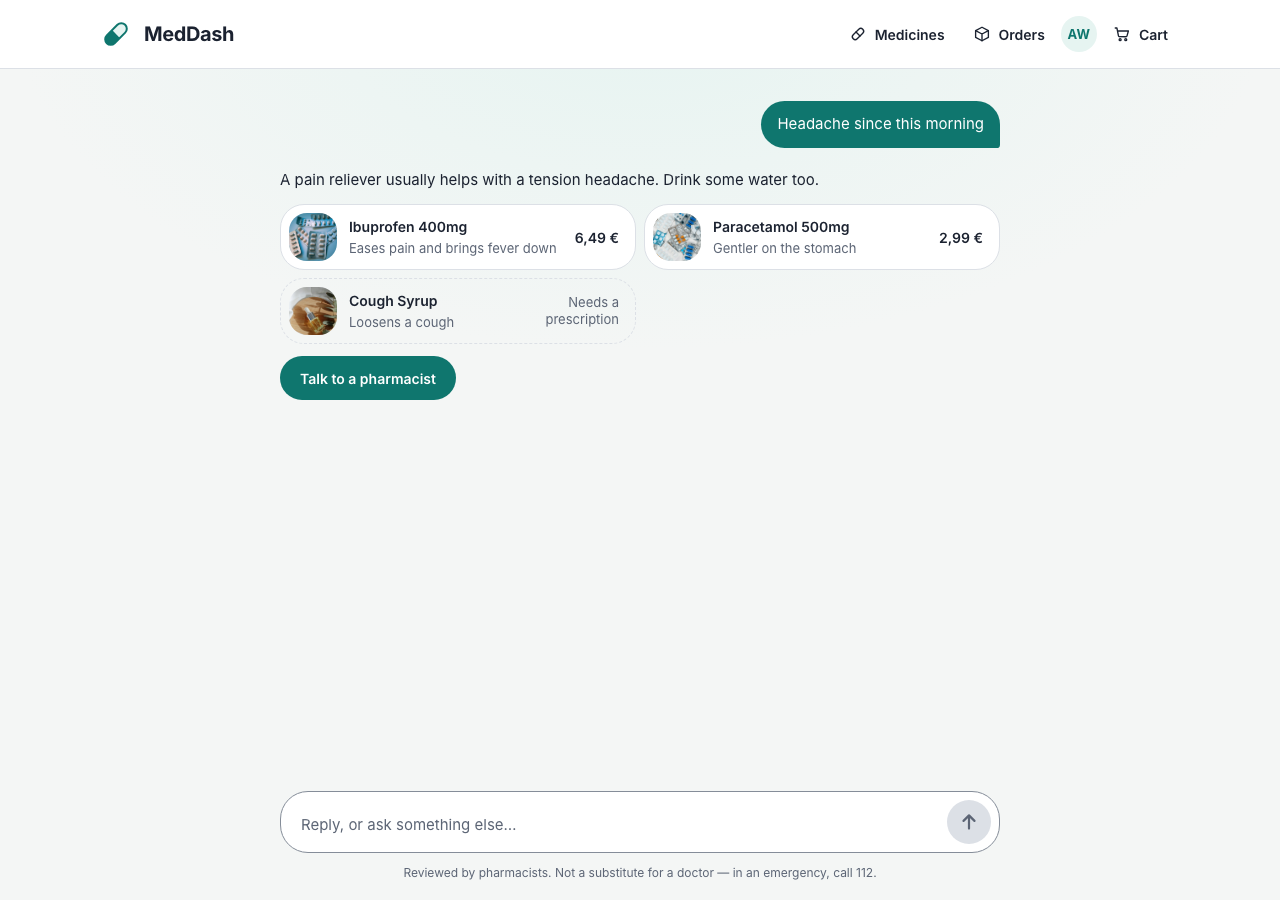 MedDash
Medicines
Orders
AW
Cart
Headache since this morning
A pain reliever usually helps with a tension headache. Drink some water too.
Ibuprofen 400mg
Eases pain and brings fever down
6,49 €
Paracetamol 500mg
Gentler on the stomach
2,99 €
Cough Syrup
Loosens a cough
Needs a
prescription
Talk to a pharmacist
Reply, or ask something else...
Reviewed by pharmacists. Not a substitute for a doctor — in an emergency, call 112.